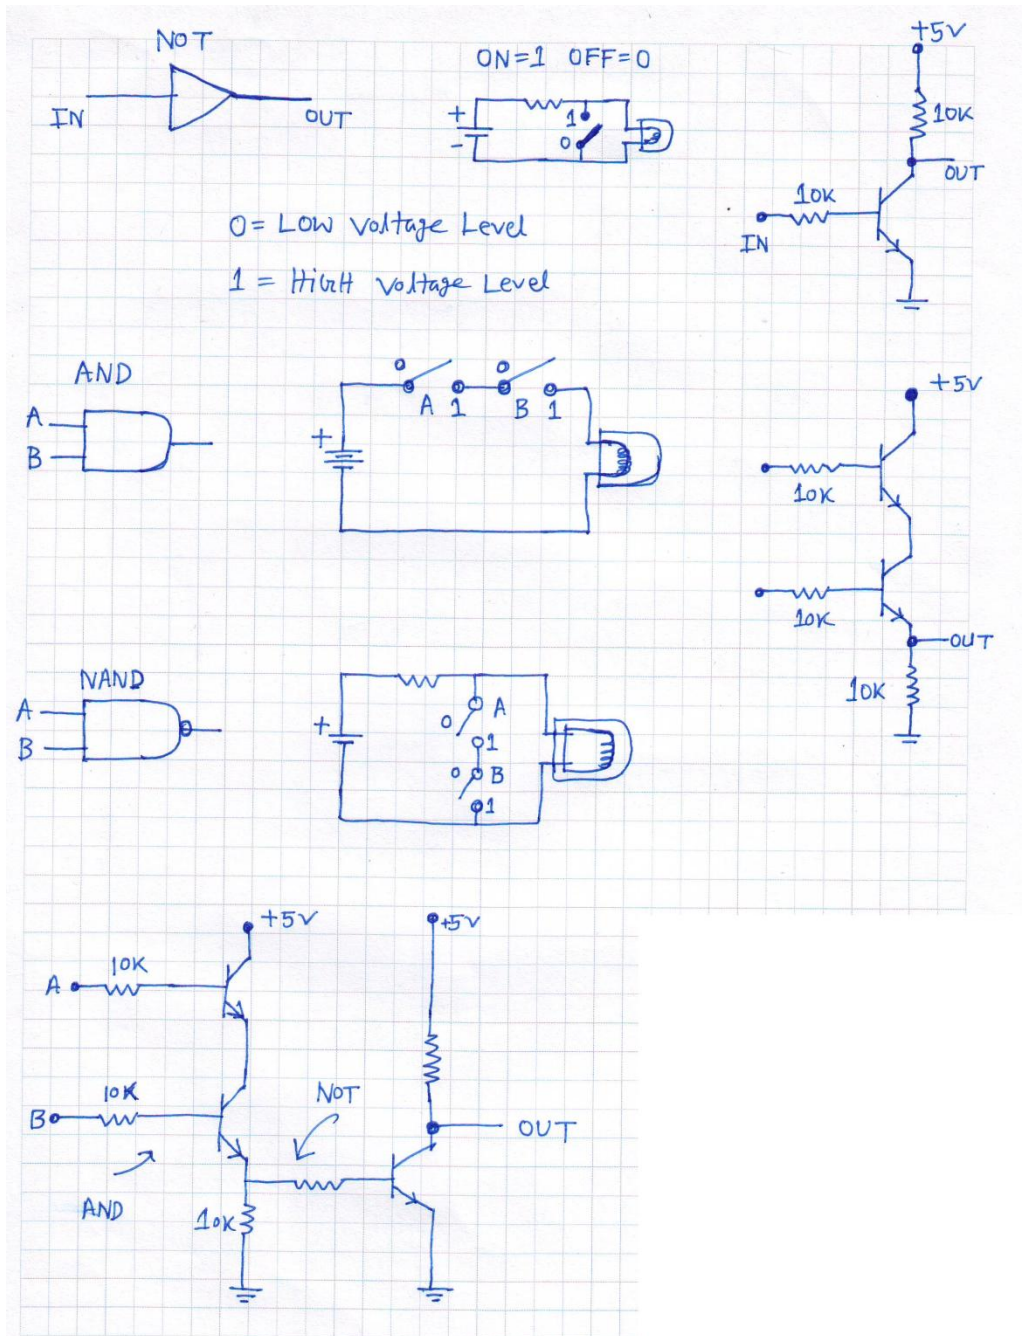 NOT
IN
OUT
ON=1 OFF=0
+
-
1
0
+5V
10K
OUT
10K
IN
0 = Low Voltage Level
1 = HiGH Voltage Level
AND
A
B
0
0
A 1 B 1
+
+5V
10K
10K
OUT
10K
NAND
A
B
+
A
0
1
0 B
1
+5V
+5V
10K
A
10K
B
NOT
OUT
AND
10K